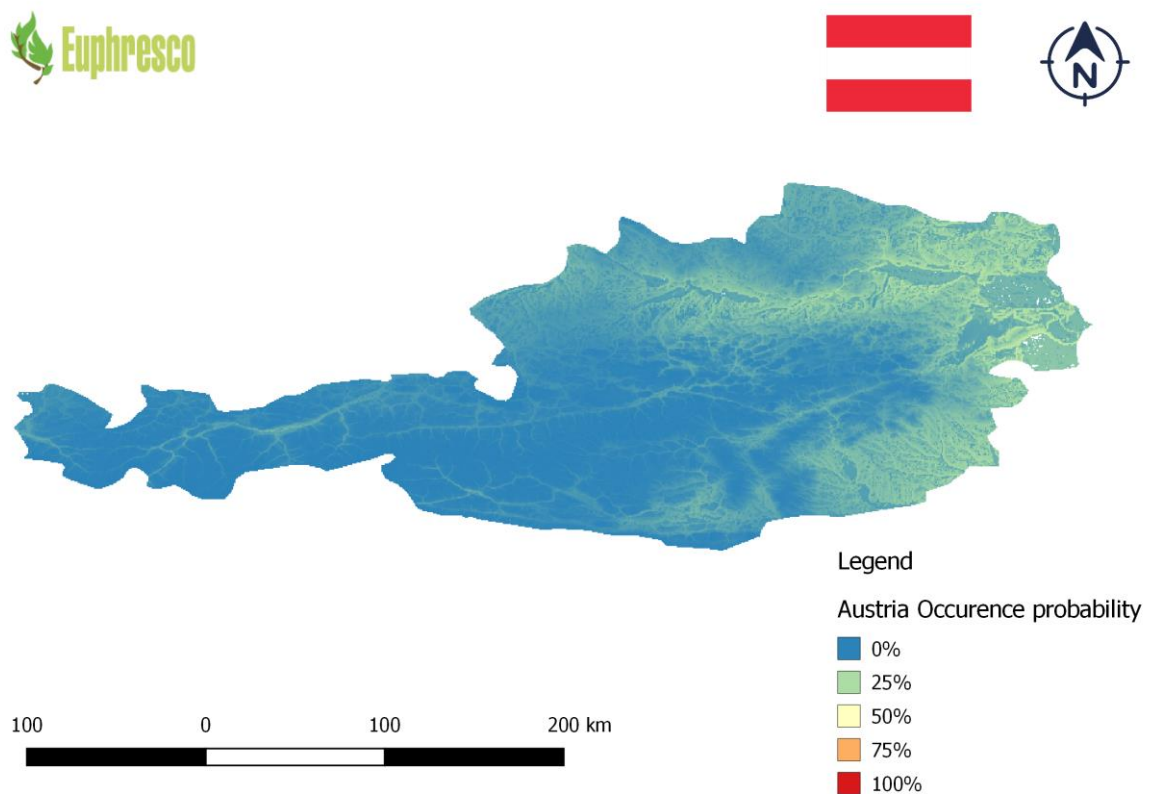 Euphresco
N
Legend
Austria Occurence probability
0%
25%
50%
75%
100%
100 0 100 200 km